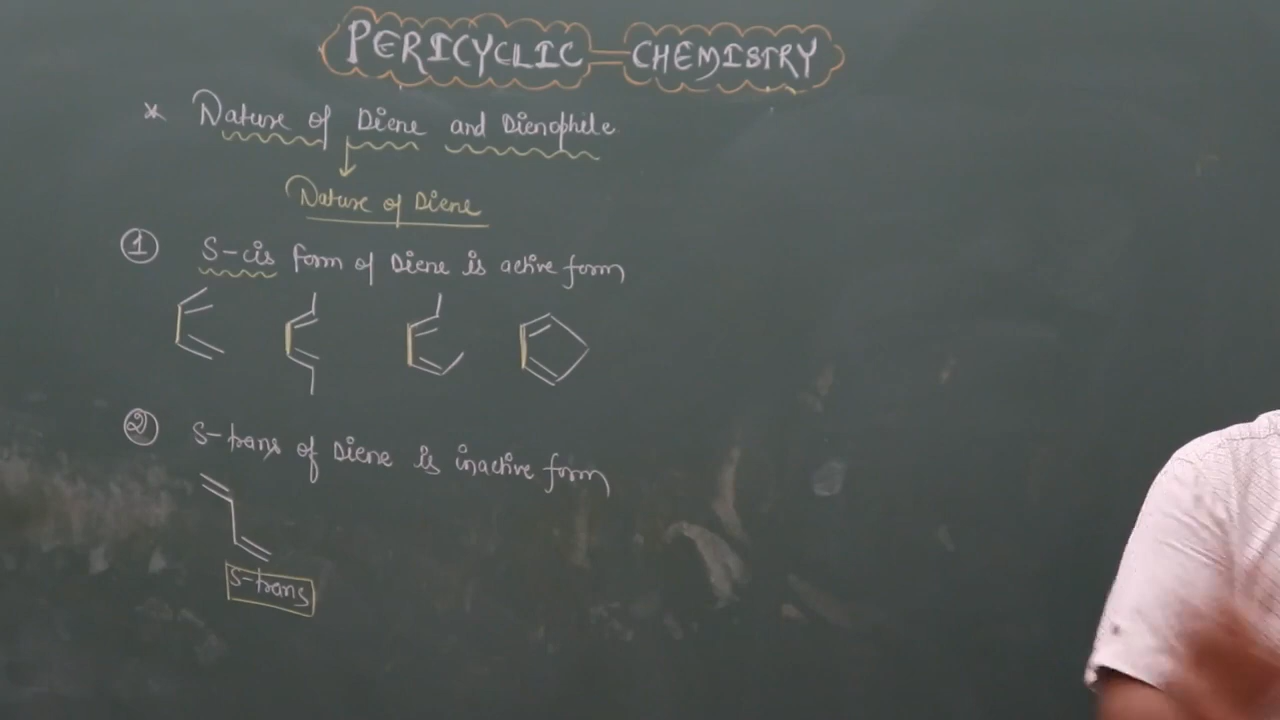 PERICYCLIC = CHEMISTRY
* Nature of Diene and Dienophile
Nature of Diene
① S-cis form of Diene is active form
② S-trans of Diene is inactive form
S-trans